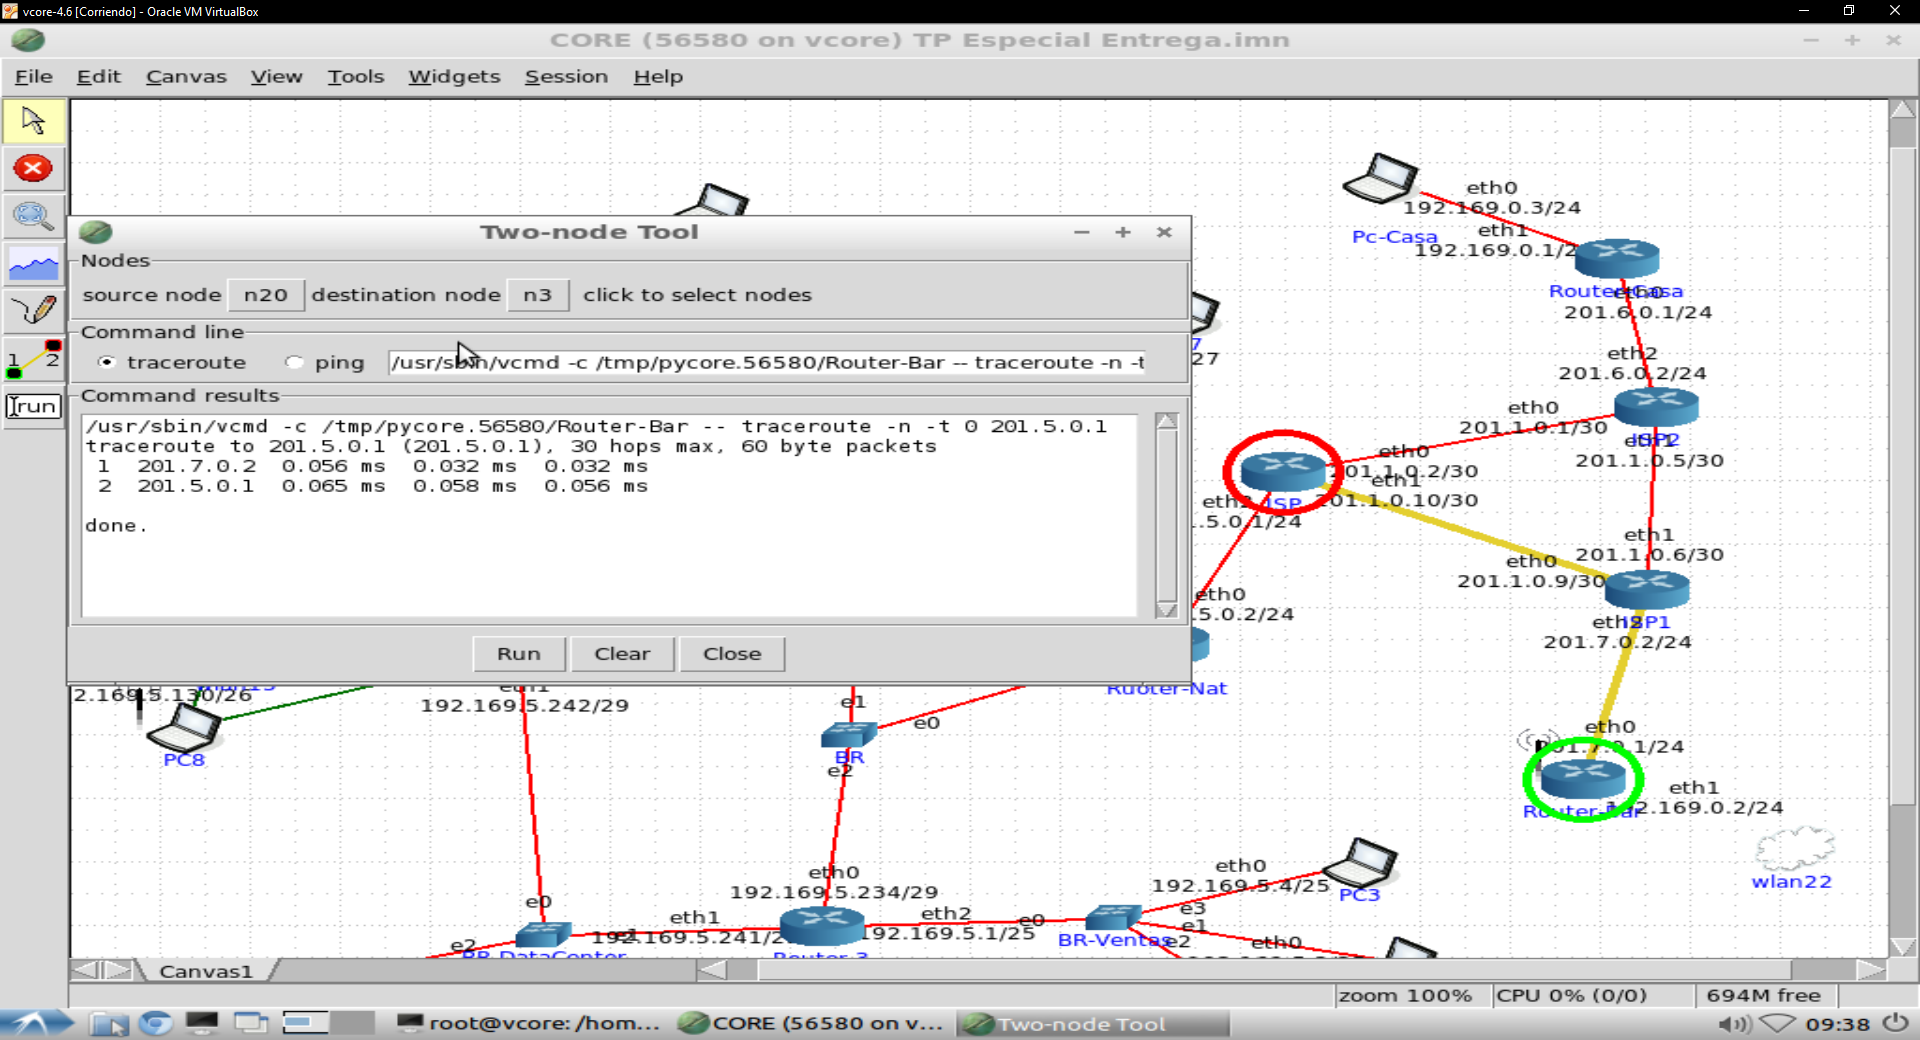 vcore-4.6 [Corriendo] - Oracle VM VirtualBox
CORE (56580 on vcore) TP Especial Entrega.imn
File Edit Canvas View Tools Widgets Session Help
Two-node Tool
Nodes
source node n20 destination node n3 click to select nodes
Command line
traceroute ping /usr/sbin/vcmd -c /tmp/pycore.56580/Router-Bar -- traceroute -n -t
Command results
/usr/sbin/vcmd -c /tmp/pycore.56580/Router-Bar -- traceroute -n -t 0 201.5.0.1
traceroute to 201.5.0.1 (201.5.0.1), 30 hops max, 60 byte packets
1 201.7.0.2 0.056 ms 0.032 ms 0.032 ms
2 201.5.0.1 0.065 ms 0.058 ms 0.056 ms
done.
Run Clear Close
1 2
run
eth0
192.169.0.3/24
Pc-Casa
eth1
192.169.0.1/2
Router-Casa
eth0
201.6.0.1/24
7
27
eth2
201.6.0.2/24
eth0
201.1.0.1/30
ISP2
eth1
201.1.0.5/30
eth0
201.1.0.2/30
eth1
201.1.0.10/30
ISP
.5.0.1/24
eth1
201.1.0.6/30
eth0
201.1.0.9/30
ISP1
eth2
201.7.0.2/24
eth0
.5.0.2/24
Ruoter-Nat
eth0
201.7.0.1/24
eth1
192.169.0.2/24
Router-Bar
wlan22
2.169.5.130/26
PC8
eth1
192.169.5.242/29
e1
e0
BR
e2
eth0
192.169.5.234/29
e0
eth1
192.169.5.241/2
e1
e2
BR-DataCenter
Router-3
eth2
192.169.5.1/25
e0
BR-Ventas
e3
e1
e2
eth0
192.169.5.4/25
PC3
eth0
Canvas1
zoom 100% CPU 0% (0/0) 694M free
root@vcore: /hom... CORE (56580 on v... Two-node Tool 09:38